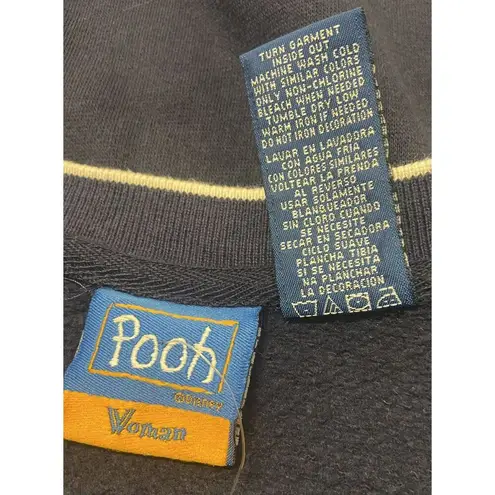 TURN GARMENT
INSIDE OUT
MACHINE WASH COLD
WITH SIMILAR COLORS
ONLY NON-CHLORINE
BLEACH WHEN NEEDED
TUMBLE DRY LOW
WARM IRON IF NEEDED
DO NOT IRON DECORATION
LAVAR EN LAVADORA
CON AGUA FRIA
CON COLORES SIMILARES
VOLTEAR LA PRENDA
AL REVERSO
USAR SOLAMENTE
BLANQUEADOR
SIN CLORO CUANDO
SE NECESITE
SECAR EN SECADORA
CICLO SUAVE
PLANCHA TIBIA
SI SE NECESITA
NA PLANCHAR
LA DECORACION
Pooh
©DISNEY
Woman